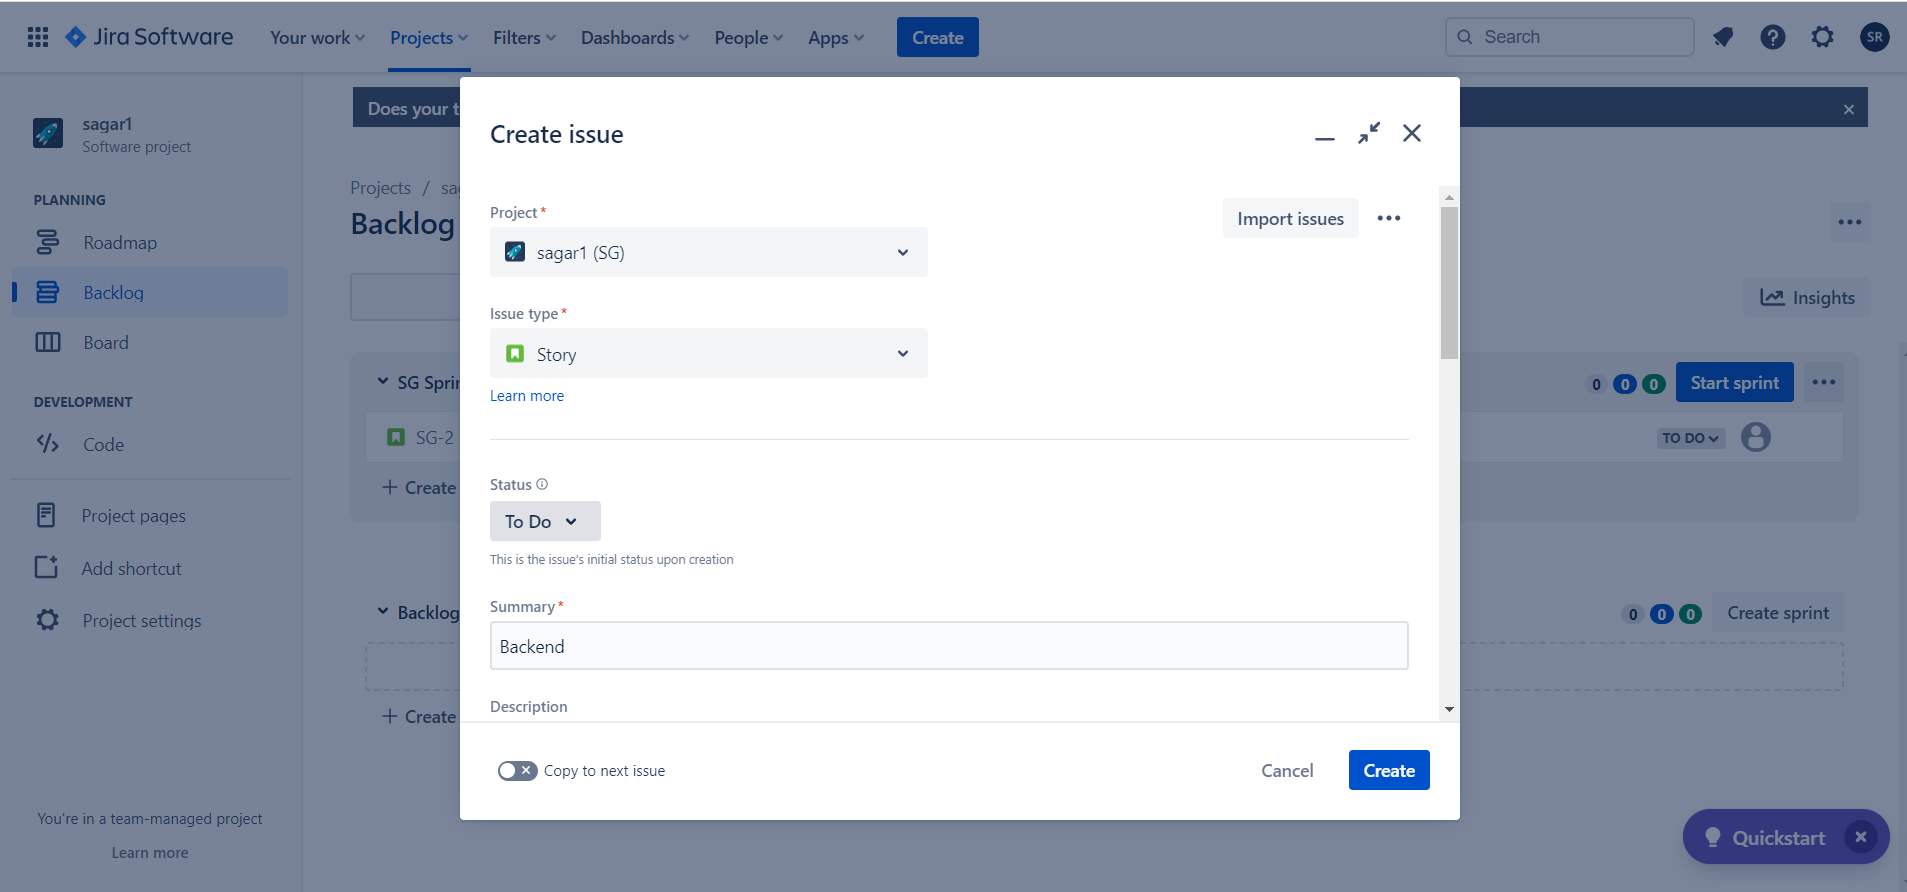 Jira Software
Your work
Projects
Filters
Dashboards
People
Apps
Create
Search
SR
sagar1
Software project
PLANNING
Roadmap
Backlog
Board
DEVELOPMENT
Code
Project pages
Add shortcut
Project settings
You're in a team-managed project
Learn more
Does your
Projects /
Backlog
Insights
SG
SG-2
Create
0 0 0 Start sprint
TO DO
Backlog
0 0 0 Create sprint
Create
Create issue
Project *
Import issues
sagar1 (SG)
Issue type *
Story
Learn more
Status
To Do
This is the issue's initial status upon creation
Summary *
Backend
Description
Copy to next issue
Cancel
Create
Quickstart